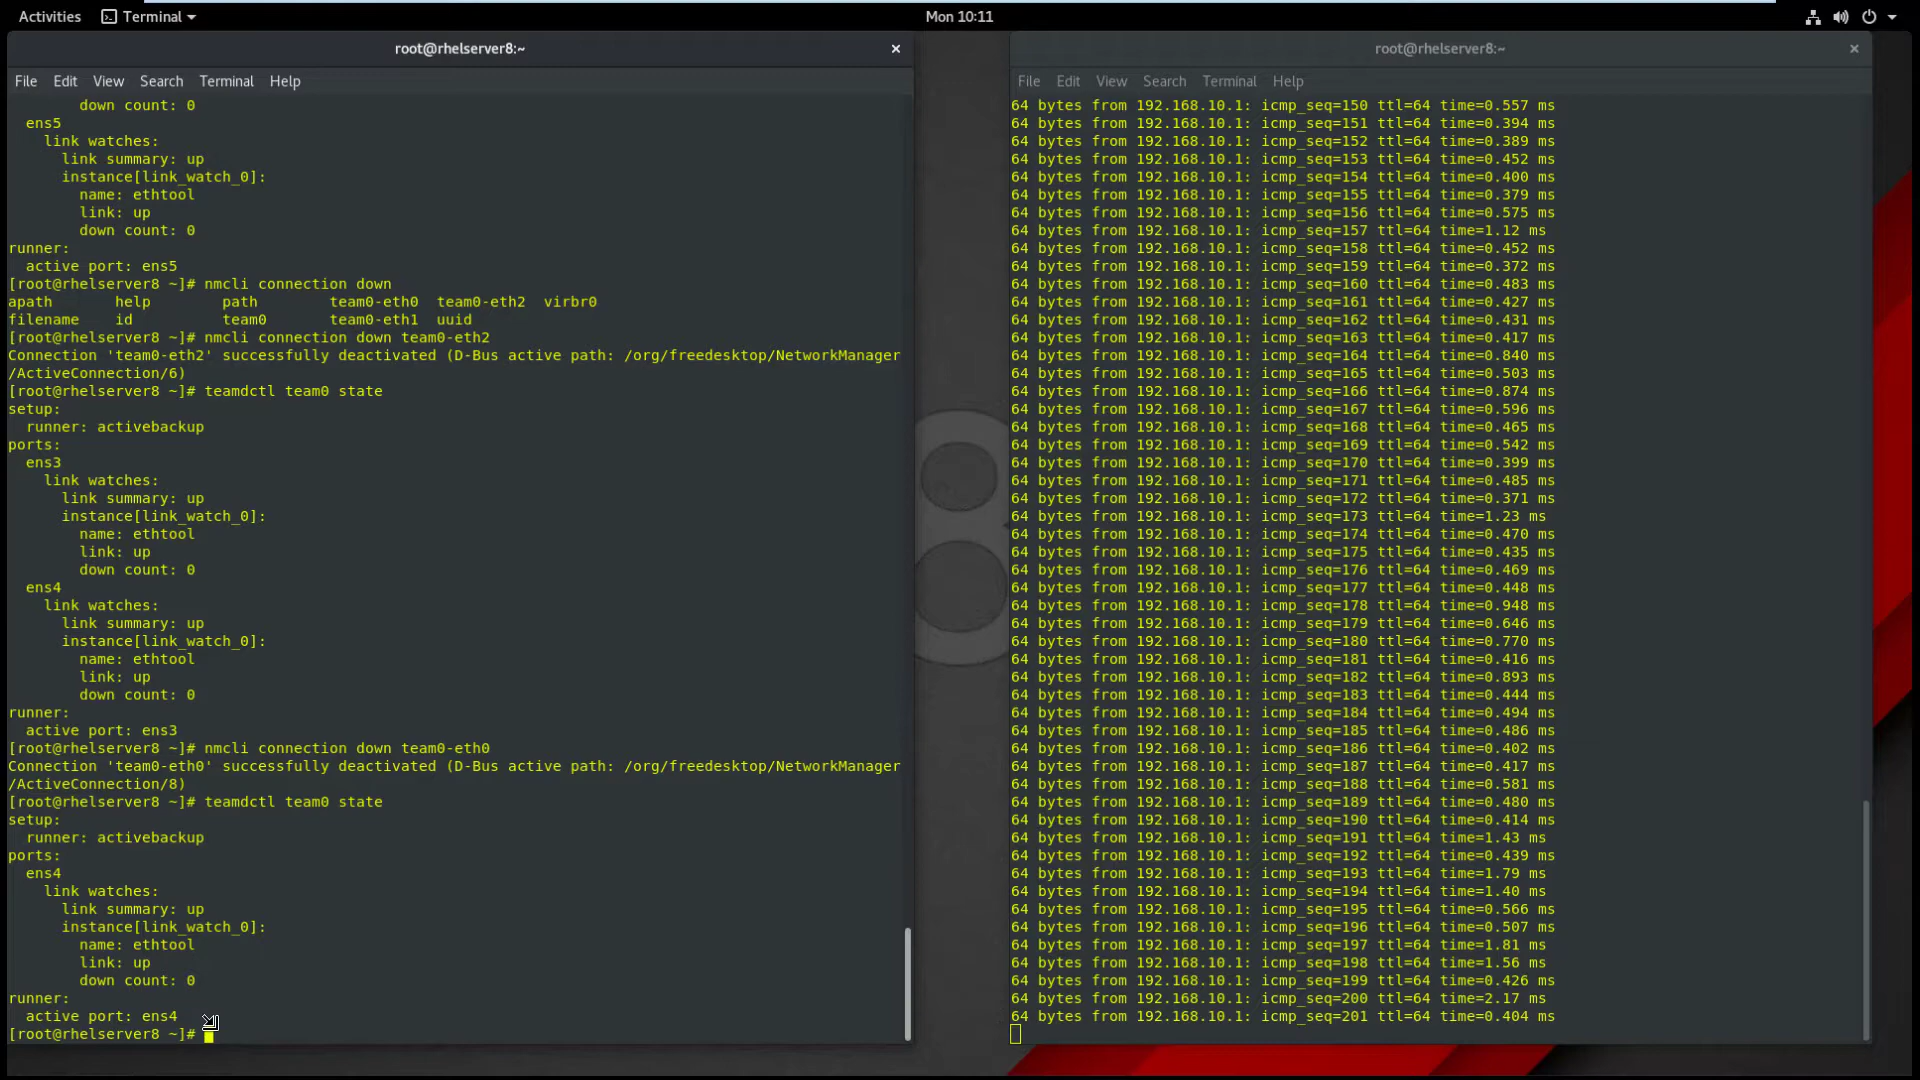 Activities Terminal Mon 10:11
root@rhelserver8:~
File Edit View Search Terminal Help
down count: 0
ens5
link watches:
link summary: up
instance[link_watch_0]:
name: ethtool
link: up
down count: 0
runner:
active port: ens5
[root@rhelserver8 ~]# nmcli connection down
apath help path team0-eth0 team0-eth2 virbr0
filename id team0 team0-eth1 uuid
[root@rhelserver8 ~]# nmcli connection down team0-eth2
Connection 'team0-eth2' successfully deactivated (D-Bus active path: /org/freedesktop/NetworkManager
/ActiveConnection/6)
[root@rhelserver8 ~]# teamdctl team0 state
setup:
runner: activebackup
ports:
ens3
link watches:
link summary: up
instance[link_watch_0]:
name: ethtool
link: up
down count: 0
ens4
link watches:
link summary: up
instance[link_watch_0]:
name: ethtool
link: up
down count: 0
runner:
active port: ens3
[root@rhelserver8 ~]# nmcli connection down team0-eth0
Connection 'team0-eth0' successfully deactivated (D-Bus active path: /org/freedesktop/NetworkManager
/ActiveConnection/8)
[root@rhelserver8 ~]# teamdctl team0 state
setup:
runner: activebackup
ports:
ens4
link watches:
link summary: up
instance[link_watch_0]:
name: ethtool
link: up
down count: 0
runner:
active port: ens4
[root@rhelserver8 ~]#
root@rhelserver8:~
File Edit View Search Terminal Help
64 bytes from 192.168.10.1: icmp_seq=150 ttl=64 time=0.557 ms
64 bytes from 192.168.10.1: icmp_seq=151 ttl=64 time=0.394 ms
64 bytes from 192.168.10.1: icmp_seq=152 ttl=64 time=0.389 ms
64 bytes from 192.168.10.1: icmp_seq=153 ttl=64 time=0.452 ms
64 bytes from 192.168.10.1: icmp_seq=154 ttl=64 time=0.400 ms
64 bytes from 192.168.10.1: icmp_seq=155 ttl=64 time=0.379 ms
64 bytes from 192.168.10.1: icmp_seq=156 ttl=64 time=0.575 ms
64 bytes from 192.168.10.1: icmp_seq=157 ttl=64 time=1.12 ms
64 bytes from 192.168.10.1: icmp_seq=158 ttl=64 time=0.452 ms
64 bytes from 192.168.10.1: icmp_seq=159 ttl=64 time=0.372 ms
64 bytes from 192.168.10.1: icmp_seq=160 ttl=64 time=0.483 ms
64 bytes from 192.168.10.1: icmp_seq=161 ttl=64 time=0.427 ms
64 bytes from 192.168.10.1: icmp_seq=162 ttl=64 time=0.431 ms
64 bytes from 192.168.10.1: icmp_seq=163 ttl=64 time=0.417 ms
64 bytes from 192.168.10.1: icmp_seq=164 ttl=64 time=0.840 ms
64 bytes from 192.168.10.1: icmp_seq=165 ttl=64 time=0.503 ms
64 bytes from 192.168.10.1: icmp_seq=166 ttl=64 time=0.874 ms
64 bytes from 192.168.10.1: icmp_seq=167 ttl=64 time=0.596 ms
64 bytes from 192.168.10.1: icmp_seq=168 ttl=64 time=0.465 ms
64 bytes from 192.168.10.1: icmp_seq=169 ttl=64 time=0.542 ms
64 bytes from 192.168.10.1: icmp_seq=170 ttl=64 time=0.399 ms
64 bytes from 192.168.10.1: icmp_seq=171 ttl=64 time=0.485 ms
64 bytes from 192.168.10.1: icmp_seq=172 ttl=64 time=0.371 ms
64 bytes from 192.168.10.1: icmp_seq=173 ttl=64 time=1.23 ms
64 bytes from 192.168.10.1: icmp_seq=174 ttl=64 time=0.470 ms
64 bytes from 192.168.10.1: icmp_seq=175 ttl=64 time=0.435 ms
64 bytes from 192.168.10.1: icmp_seq=176 ttl=64 time=0.469 ms
64 bytes from 192.168.10.1: icmp_seq=177 ttl=64 time=0.448 ms
64 bytes from 192.168.10.1: icmp_seq=178 ttl=64 time=0.948 ms
64 bytes from 192.168.10.1: icmp_seq=179 ttl=64 time=0.646 ms
64 bytes from 192.168.10.1: icmp_seq=180 ttl=64 time=0.770 ms
64 bytes from 192.168.10.1: icmp_seq=181 ttl=64 time=0.416 ms
64 bytes from 192.168.10.1: icmp_seq=182 ttl=64 time=0.893 ms
64 bytes from 192.168.10.1: icmp_seq=183 ttl=64 time=0.444 ms
64 bytes from 192.168.10.1: icmp_seq=184 ttl=64 time=0.494 ms
64 bytes from 192.168.10.1: icmp_seq=185 ttl=64 time=0.486 ms
64 bytes from 192.168.10.1: icmp_seq=186 ttl=64 time=0.402 ms
64 bytes from 192.168.10.1: icmp_seq=187 ttl=64 time=0.417 ms
64 bytes from 192.168.10.1: icmp_seq=188 ttl=64 time=0.581 ms
64 bytes from 192.168.10.1: icmp_seq=189 ttl=64 time=0.480 ms
64 bytes from 192.168.10.1: icmp_seq=190 ttl=64 time=0.414 ms
64 bytes from 192.168.10.1: icmp_seq=191 ttl=64 time=1.43 ms
64 bytes from 192.168.10.1: icmp_seq=192 ttl=64 time=0.439 ms
64 bytes from 192.168.10.1: icmp_seq=193 ttl=64 time=1.79 ms
64 bytes from 192.168.10.1: icmp_seq=194 ttl=64 time=1.40 ms
64 bytes from 192.168.10.1: icmp_seq=195 ttl=64 time=0.566 ms
64 bytes from 192.168.10.1: icmp_seq=196 ttl=64 time=0.507 ms
64 bytes from 192.168.10.1: icmp_seq=197 ttl=64 time=1.81 ms
64 bytes from 192.168.10.1: icmp_seq=198 ttl=64 time=1.56 ms
64 bytes from 192.168.10.1: icmp_seq=199 ttl=64 time=0.426 ms
64 bytes from 192.168.10.1: icmp_seq=200 ttl=64 time=2.17 ms
64 bytes from 192.168.10.1: icmp_seq=201 ttl=64 time=0.404 ms